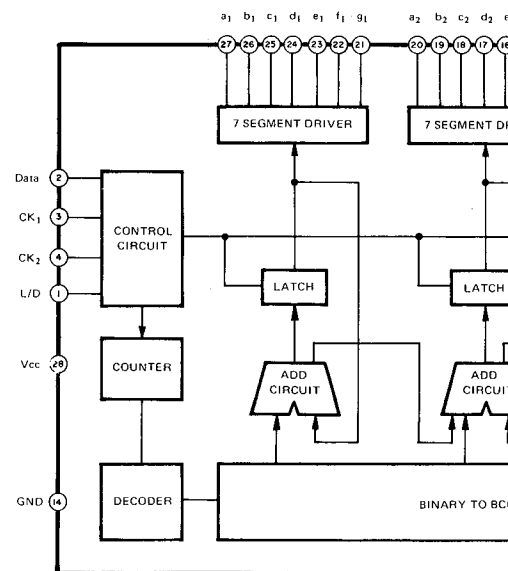 a1 b1 c1 d1 e1 f1 g1 a2 b2 c2 d2 e
27 26 25 24 23 22 21 20 19 18 17 16
7 SEGMENT DRIVER
7 SEGMENT DR
Data 2
CK1 3
CK2 4
L/D 1
CONTROL
CIRCUIT
LATCH
LATCH
Vcc 28
COUNTER
ADD
CIRCUIT
ADD
CIRCUIT
GND 14
DECODER
BINARY TO BC